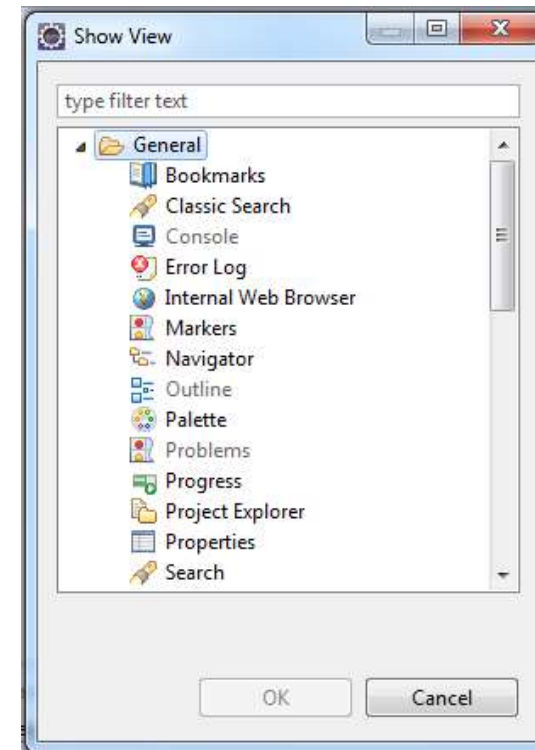 Show View
type filter text
General
Bookmarks
Classic Search
Console
Error Log
Internal Web Browser
Markers
Navigator
Outline
Palette
Problems
Progress
Project Explorer
Properties
Search
OK
Cancel